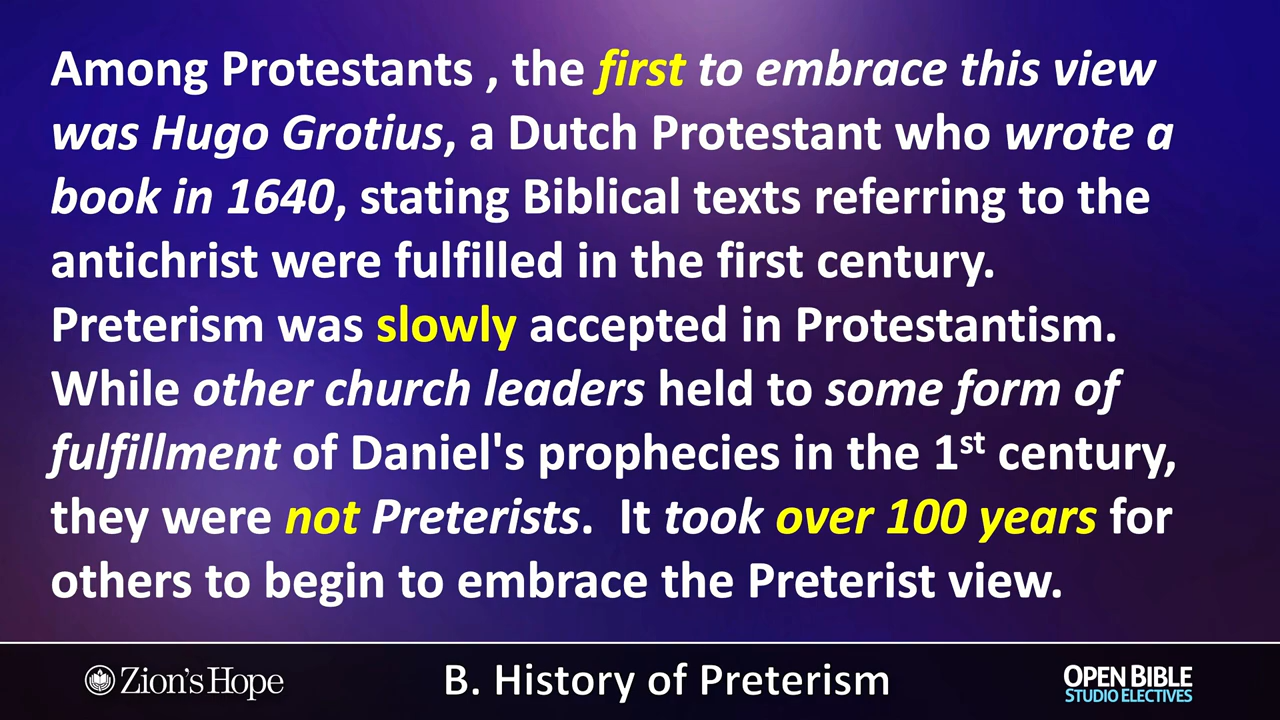 Among Protestants , the first to embrace this view
was Hugo Grotius, a Dutch Protestant who wrote a
book in 1640, stating Biblical texts referring to the
antichrist were fulfilled in the first century.
Preterism was slowly accepted in Protestantism.
While other church leaders held to some form of
fulfillment of Daniel's prophecies in the 1st century,
they were not Preterists.  It took over 100 years for
others to begin to embrace the Preterist view.
Zion's Hope
B. History of Preterism
OPEN BIBLE
STUDIO ELECTIVES